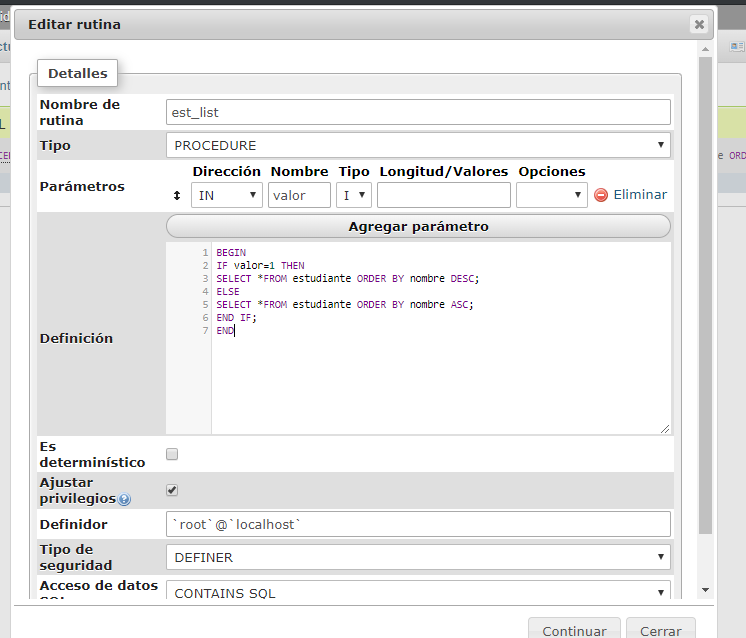 Editar rutina
Detalles
Nombre de rutina est_list
Tipo PROCEDURE
Dirección Nombre Tipo Longitud/Valores Opciones
Parámetros IN valor I Eliminar
Agregar parámetro
Definición
1 BEGIN
2 IF valor=1 THEN
3 SELECT *FROM estudiante ORDER BY nombre DESC;
4 ELSE
5 SELECT *FROM estudiante ORDER BY nombre ASC;
6 END IF;
7 END
Es determinístico
Ajustar privilegios
Definidor `root`@`localhost`
Tipo de seguridad DEFINER
Acceso de datos CONTAINS SQL
Continuar Cerrar
e ORD